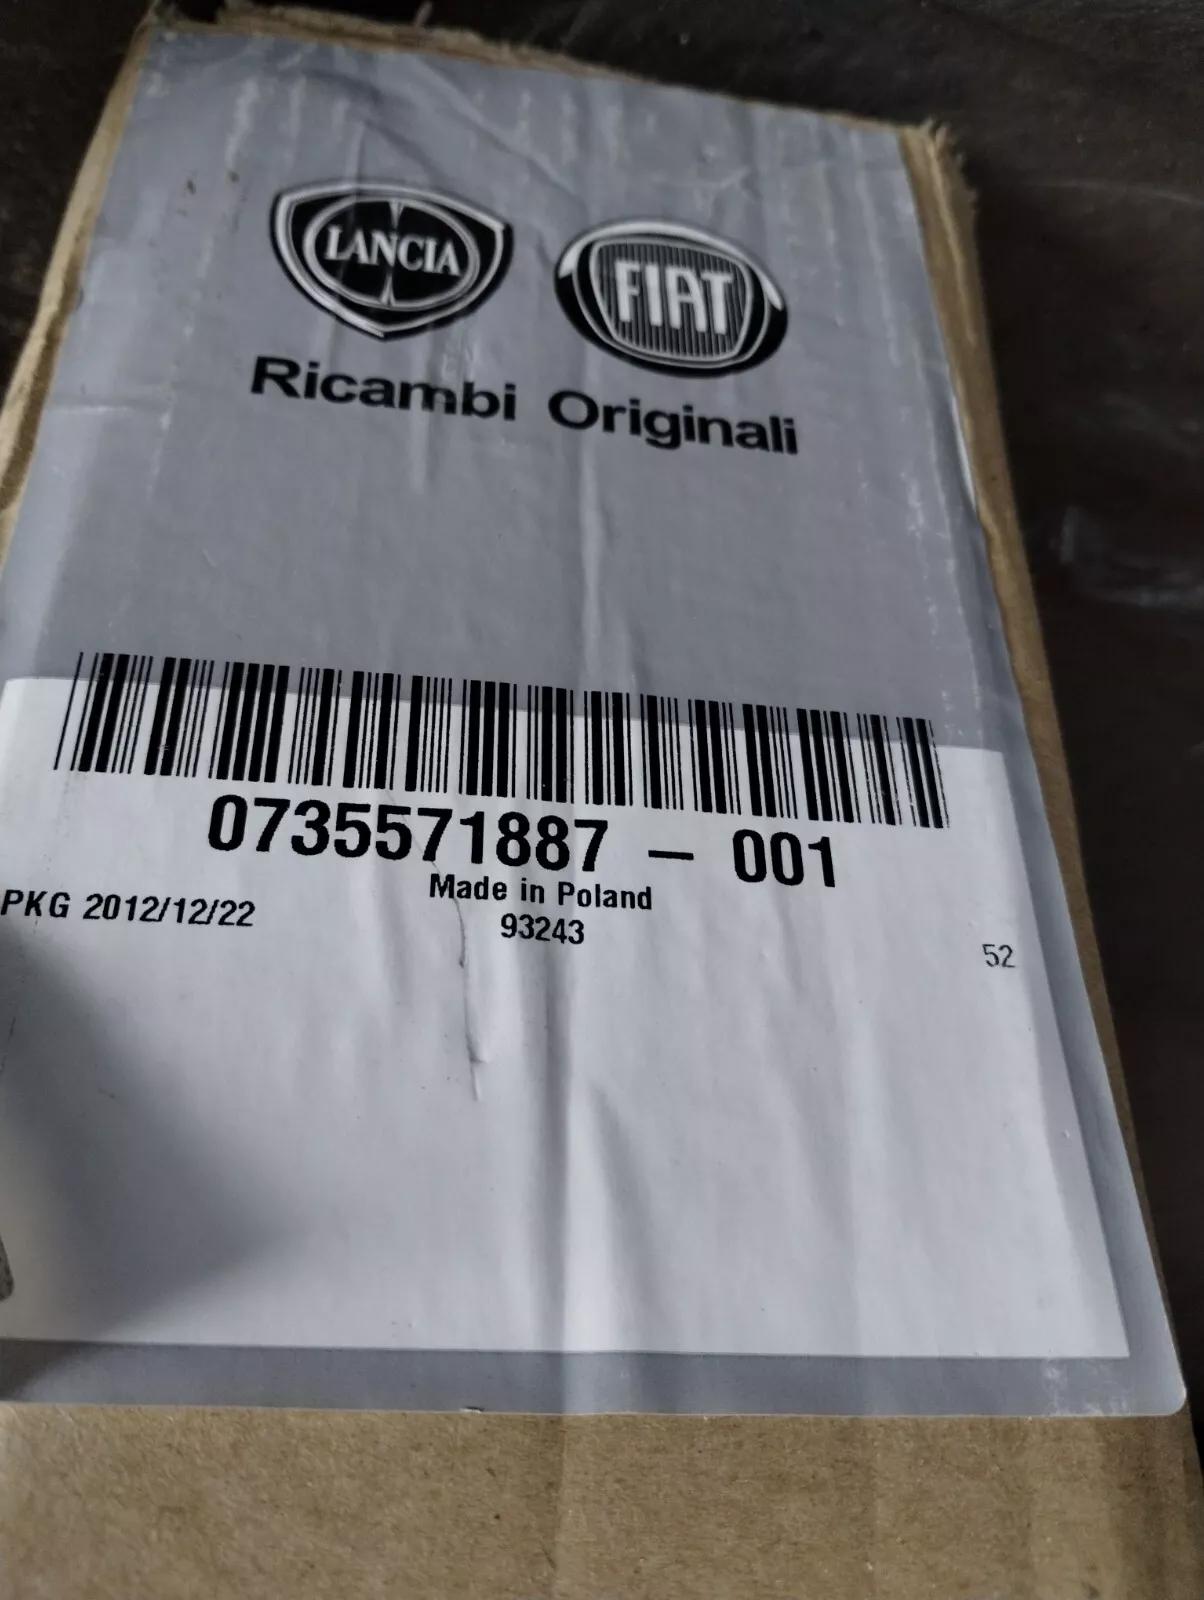 LANCIA
FIAT
Ricambi Originali
0735571887 – 001
Made in Poland
PKG 2012/12/22
93243
52